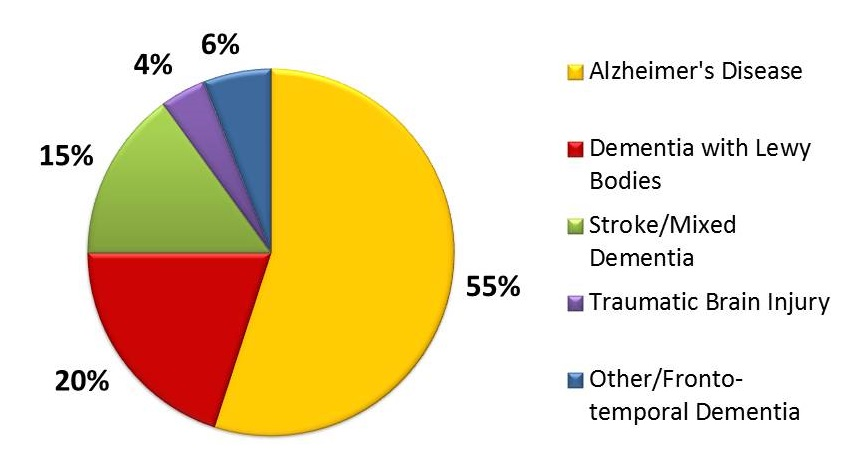 6%
4%
15%
55%
20%
Alzheimer's Disease
Dementia with Lewy
Bodies
Stroke/Mixed
Dementia
Traumatic Brain Injury
Other/Fronto-
temporal Dementia